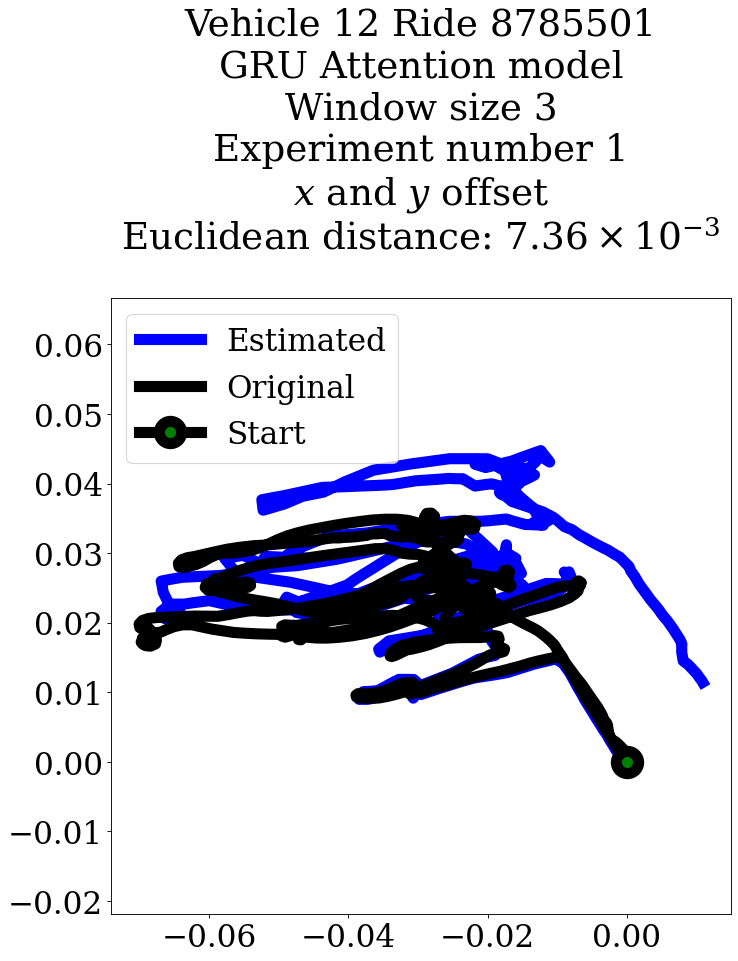 Vehicle 12 Ride 8785501
GRU Attention model
Window size 3
Experiment number 1
x and y offset
Euclidean distance: 7.36 × 10⁻³
Estimated
Original
Start
0.06
0.05
0.04
0.03
0.02
0.01
0.00
−0.01
−0.02
−0.06 −0.04 −0.02 0.00